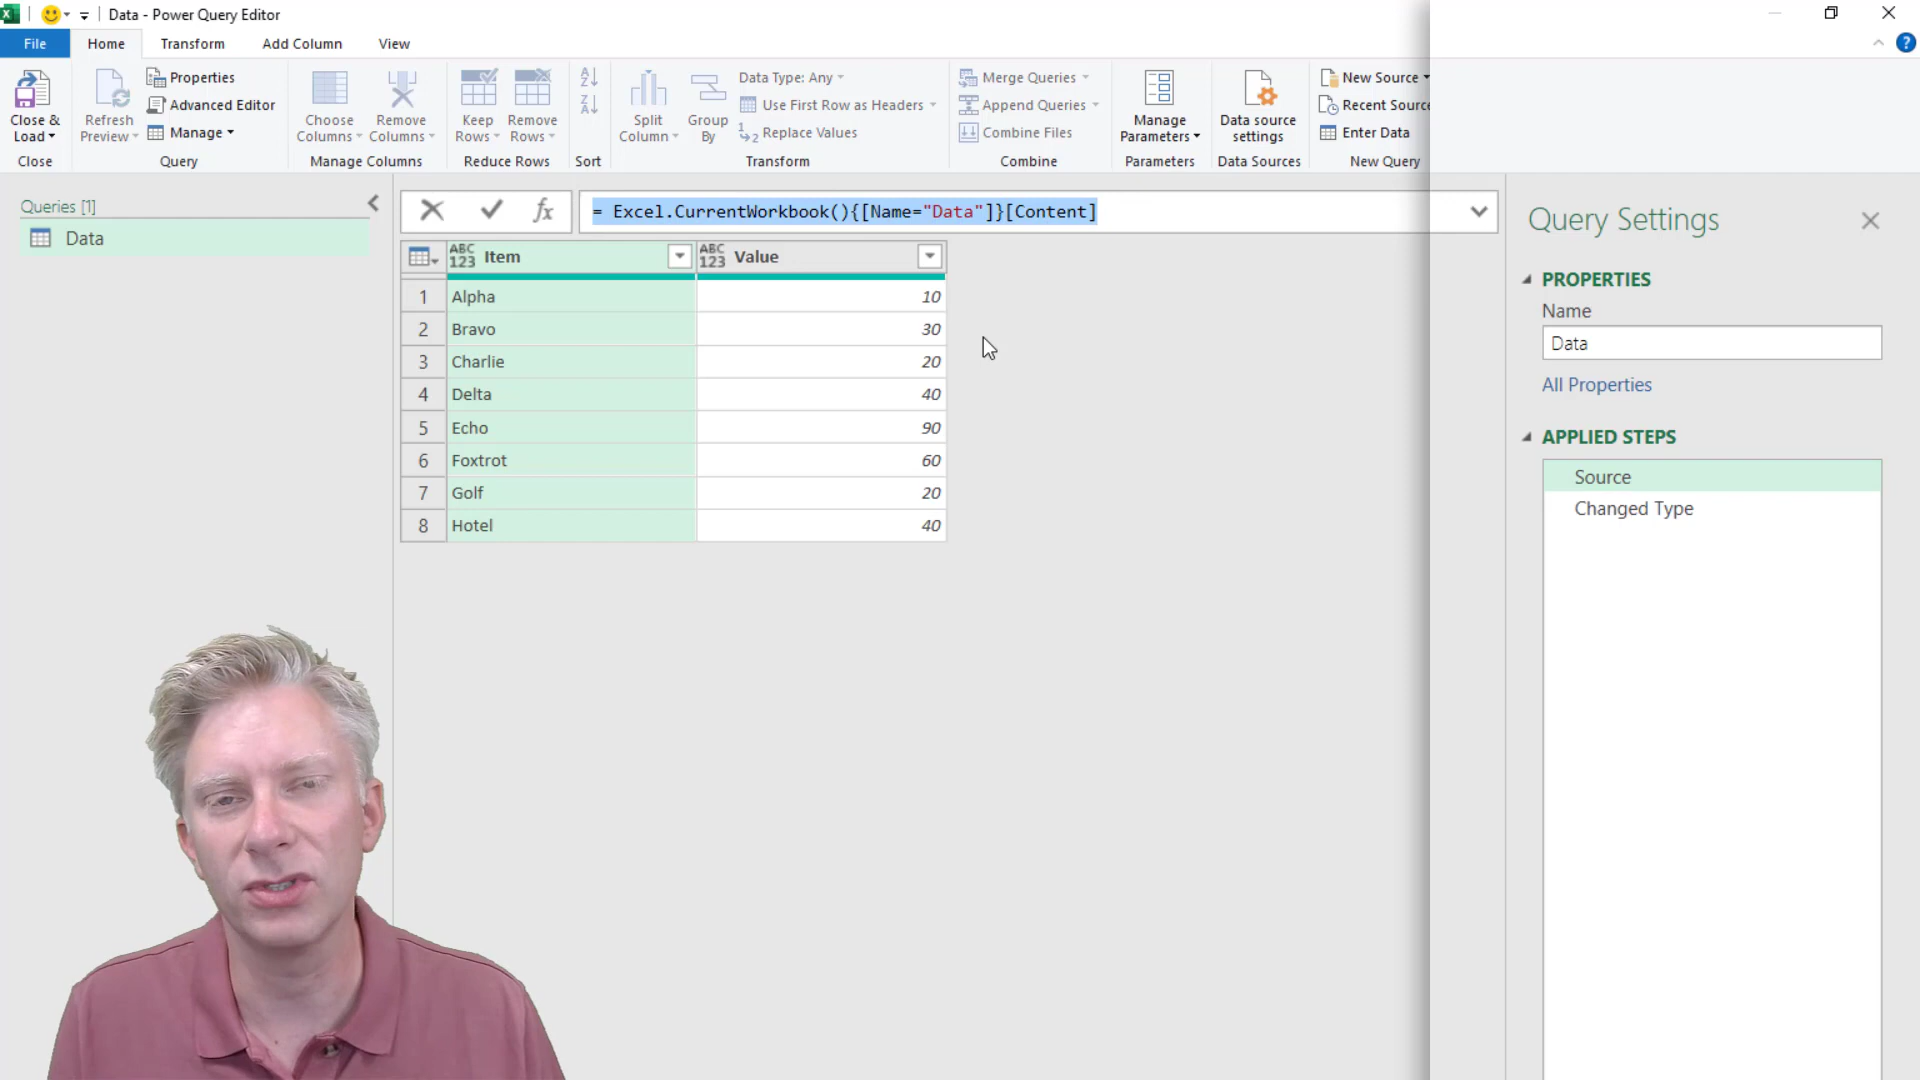 Data - Power Query Editor
File Home Transform Add Column View
Close & Load
Close
Refresh Preview
Properties
Advanced Editor
Manage
Query
Choose Columns
Remove Columns
Manage Columns
Keep Rows
Remove Rows
Reduce Rows
Sort
Split Column
Group By
Data Type: Any
Use First Row as Headers
Replace Values
Transform
Merge Queries
Append Queries
Combine Files
Combine
Manage Parameters
Parameters
Data source settings
Data Sources
New Source
Recent Source
Enter Data
New Query
Queries [1]
Data
= Excel.CurrentWorkbook(){[Name="Data"]}[Content]
ABC 123 Item ABC 123 Value
1 Alpha 10
2 Bravo 30
3 Charlie 20
4 Delta 40
5 Echo 90
6 Foxtrot 60
7 Golf 20
8 Hotel 40
Query Settings
PROPERTIES
Name
Data
All Properties
APPLIED STEPS
Source
Changed Type